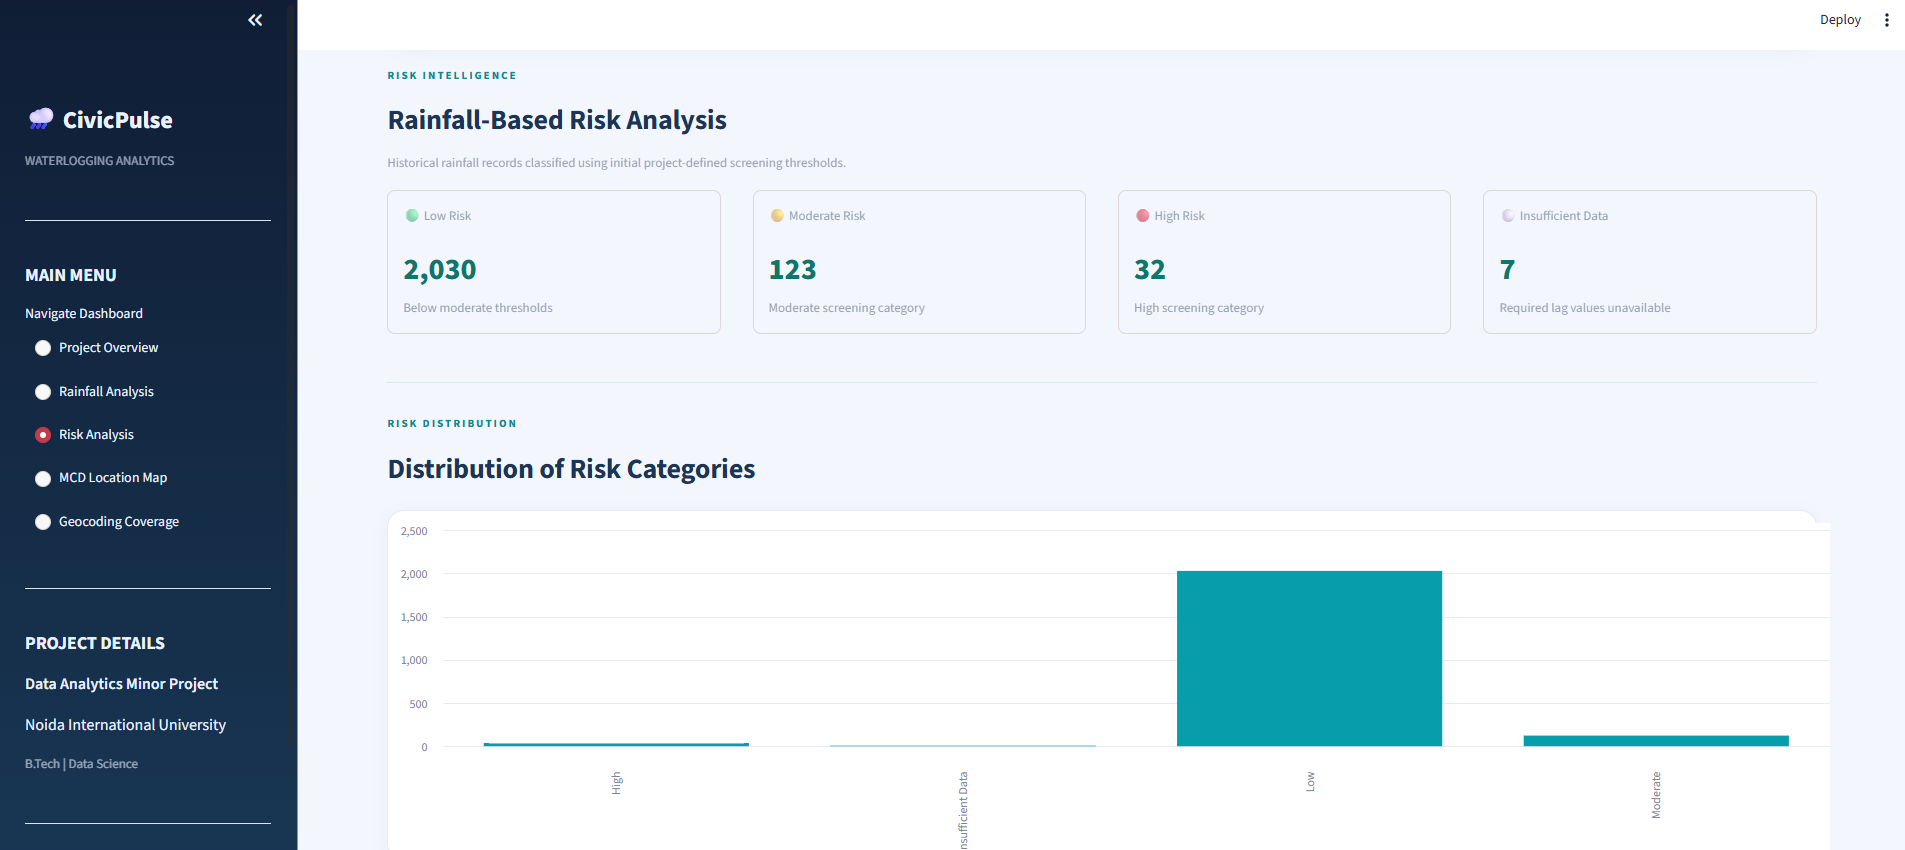 Deploy
CivicPulse
WATERLOGGING ANALYTICS
MAIN MENU
Navigate Dashboard
Project Overview
Rainfall Analysis
Risk Analysis
MCD Location Map
Geocoding Coverage
PROJECT DETAILS
Data Analytics Minor Project
Noida International University
B.Tech | Data Science
RISK INTELLIGENCE
Rainfall-Based Risk Analysis
Historical rainfall records classified using initial project-defined screening thresholds.
Low Risk
2,030
Below moderate thresholds
Moderate Risk
123
Moderate screening category
High Risk
32
High screening category
Insufficient Data
7
Required lag values unavailable
RISK DISTRIBUTION
Distribution of Risk Categories
2,500
2,000
1,500
1,000
500
0
High
nsufficient Data
Low
Moderate